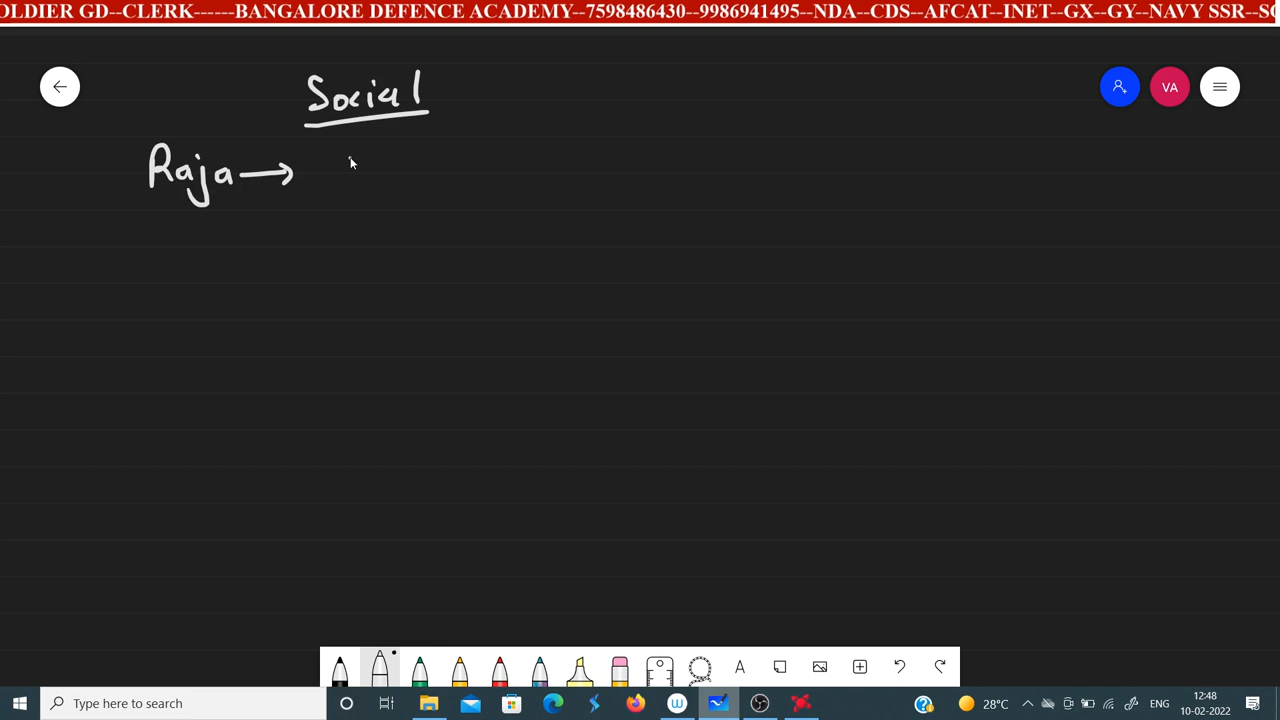 OLDIER GD--CLERK------BANGALORE DEFENCE ACADEMY--7598486430--9986941495--NDA--CDS--AFCAT--INET--GX--GY--NAVY SSR--SO
Social
VA
Raja →
A
Type here to search
28°C
ENG
12:48
10-02-2022